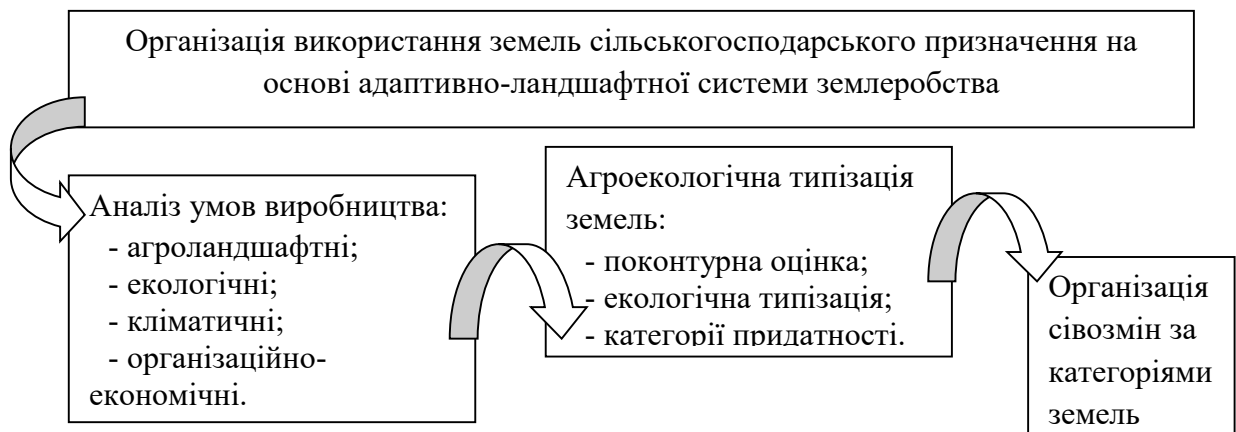 Організація використання земель сільськогосподарського призначення на
основі адаптивно-ландшафтної системи землеробства
Аналіз умов виробництва:
- агроландшафтні;
- екологічні;
- кліматичні;
- організаційно-
економічні.
Агроекологічна типізація
земель:
- поконтурна оцінка;
- екологічна типізація;
- категорії придатності.
Організація
сівозмін за
категоріями
земель